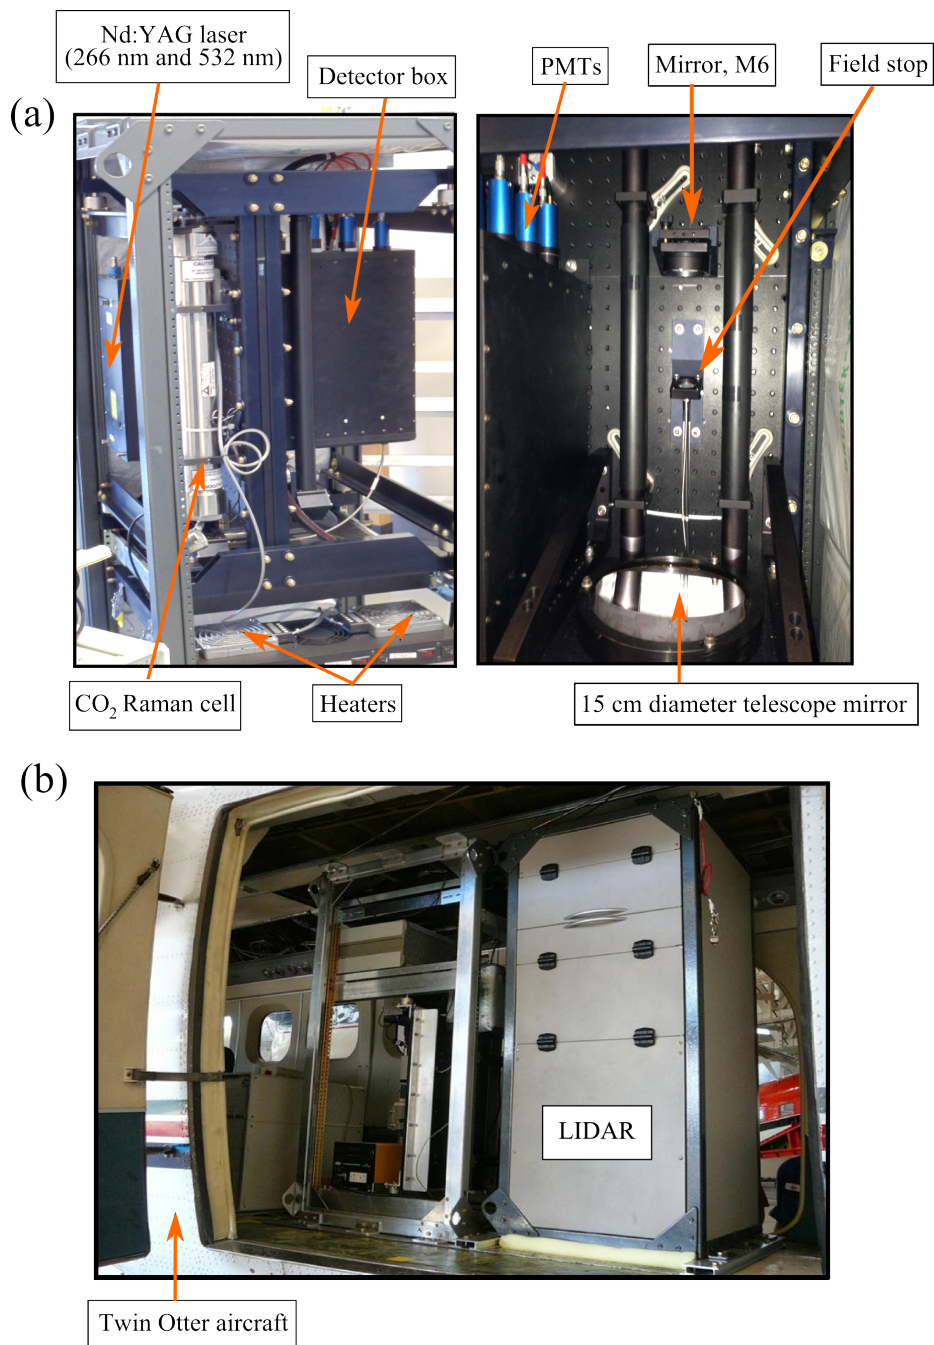 Nd:YAG laser
(266 nm and 532 nm)
Detector box
PMTs
Mirror, M6
Field stop
(a)
CO₂ Raman cell
Heaters
15 cm diameter telescope mirror
(b)
LIDAR
Twin Otter aircraft